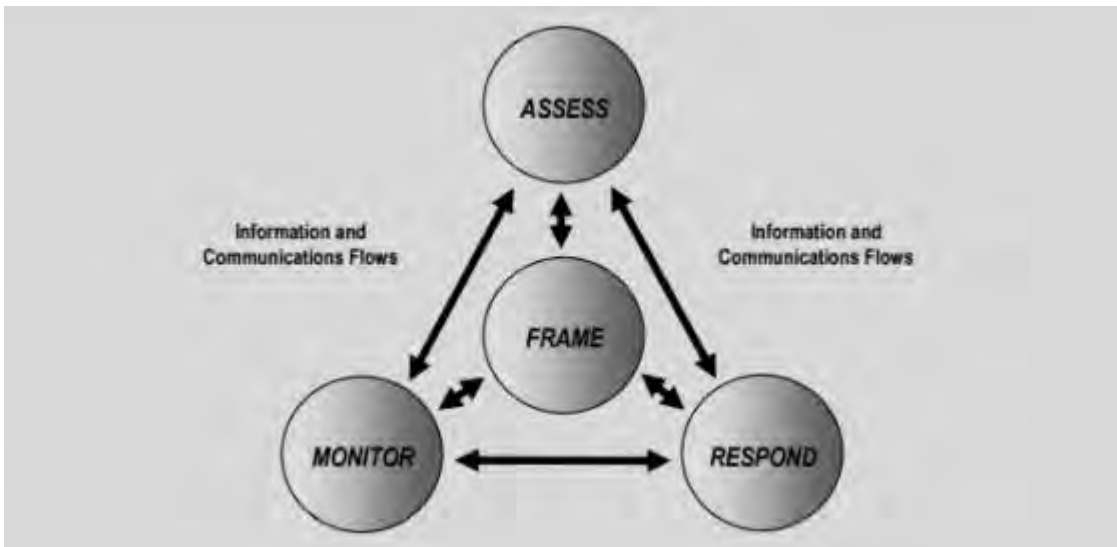 ASSESS
Information and
Communications Flows
Information and
Communications Flows
FRAME
MONITOR
RESPOND